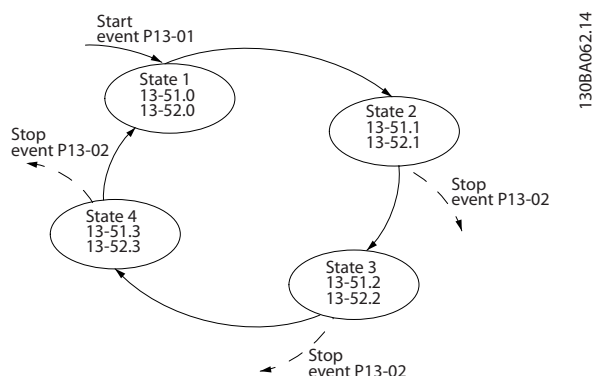 Start
event P13-01
130BA062.14
State 1
13-51.0
13-52.0
State 2
13-51.1
13-52.1
Stop
event P13-02
Stop
event P13-02
State 4
13-51.3
13-52.3
State 3
13-51.2
13-52.2
Stop
event P13-02